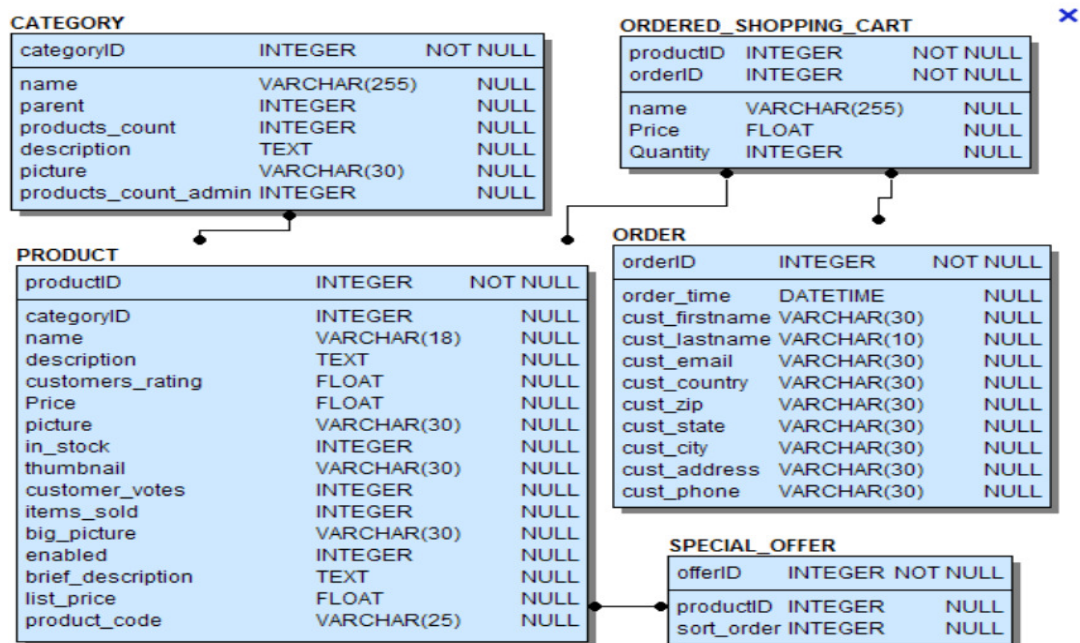 CATEGORY
categoryID INTEGER NOT NULL
name VARCHAR(255) NULL
parent INTEGER NULL
products_count INTEGER NULL
description TEXT NULL
picture VARCHAR(30) NULL
products_count_admin INTEGER NULL
ORDERED_SHOPPING_CART
productID INTEGER NOT NULL
orderID INTEGER NOT NULL
name VARCHAR(255) NULL
Price FLOAT NULL
Quantity INTEGER NULL
PRODUCT
productID INTEGER NOT NULL
categoryID INTEGER NULL
name VARCHAR(18) NULL
description TEXT NULL
customers_rating FLOAT NULL
Price FLOAT NULL
picture VARCHAR(30) NULL
in_stock INTEGER NULL
thumbnail VARCHAR(30) NULL
customer_votes INTEGER NULL
items_sold INTEGER NULL
big_picture VARCHAR(30) NULL
enabled INTEGER NULL
brief_description TEXT NULL
list_price FLOAT NULL
product_code VARCHAR(25) NULL
ORDER
orderID INTEGER NOT NULL
order_time DATETIME NULL
cust_firstname VARCHAR(30) NULL
cust_lastname VARCHAR(10) NULL
cust_email VARCHAR(30) NULL
cust_country VARCHAR(30) NULL
cust_zip VARCHAR(30) NULL
cust_state VARCHAR(30) NULL
cust_city VARCHAR(30) NULL
cust_address VARCHAR(30) NULL
cust_phone VARCHAR(30) NULL
SPECIAL_OFFER
offerID INTEGER NOT NULL
productID INTEGER NULL
sort_order INTEGER NULL